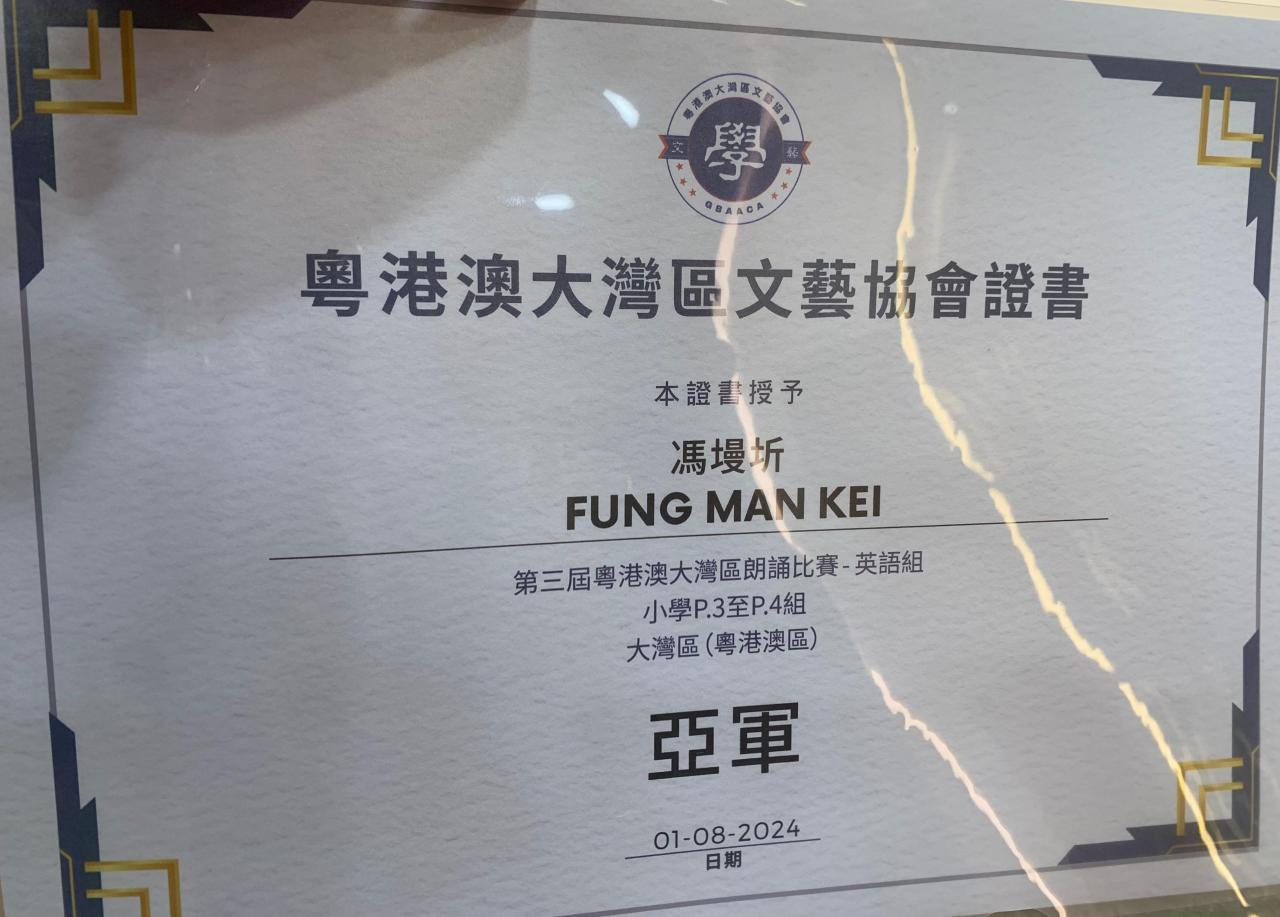 粵港澳大灣區文藝協會
文 學 藝
GBAACA
粵港澳大灣區文藝協會證書
本證書授予
馮墁圻
FUNG MAN KEI
第三屆粵港澳大灣區朗誦比賽-英語組
小學P.3至P.4組
大灣區(粵港澳區)
亞軍
01-08-2024
日期